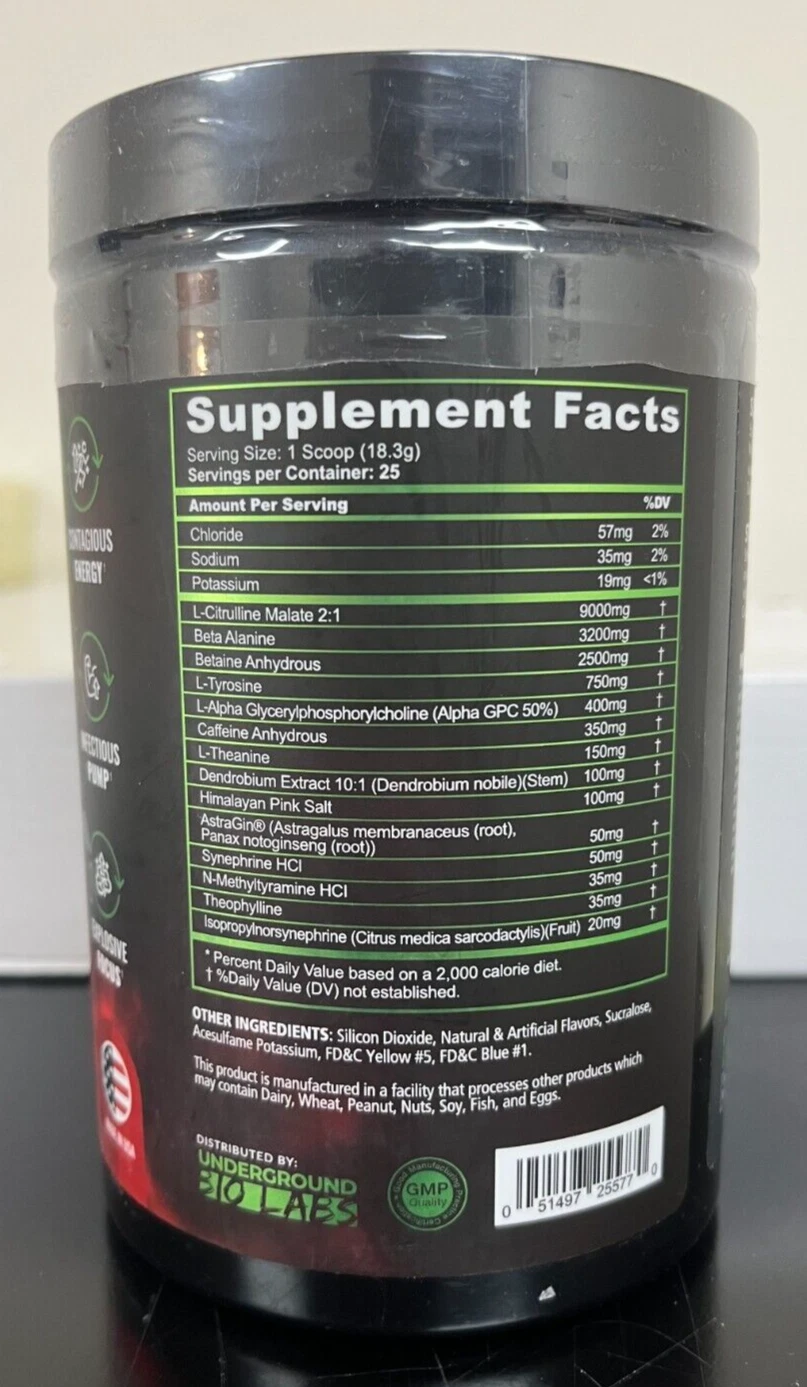 Supplement Facts
Serving Size: 1 Scoop (18.3g)
Servings per Container: 25
Amount Per Serving %DV
Chloride 57mg 2%
Sodium 35mg 2%
Potassium 19mg <1%
L-Citrulline Malate 2:1 9000mg †
Beta Alanine 3200mg †
Betaine Anhydrous 2500mg †
L-Tyrosine 750mg †
L-Alpha Glycerylphosphorylcholine (Alpha GPC 50%) 400mg †
Caffeine Anhydrous 350mg †
L-Theanine 150mg †
Dendrobium Extract 10:1 (Dendrobium nobile)(Stem) 100mg †
Himalayan Pink Salt 100mg †
AstraGin® (Astragalus membranaceus (root),
Panax notoginseng (root)) 50mg †
Synephrine HCl 50mg †
N-Methyltyramine HCl 35mg †
Theophylline 35mg †
Isopropylnorsynephrine (Citrus medica sarcodactylis)(Fruit) 20mg †
* Percent Daily Value based on a 2,000 calorie diet.
† %Daily Value (DV) not established.
OTHER INGREDIENTS: Silicon Dioxide, Natural & Artificial Flavors, Sucralose,
Acesulfame Potassium, FD&C Yellow #5, FD&C Blue #1.
This product is manufactured in a facility that processes other products which
may contain Dairy, Wheat, Peanut, Nuts, Soy, Fish, and Eggs.
DISTRIBUTED BY:
UNDERGROUND
BIO LABS
Good Manufacturing Practice
GMP
Quality
0 51497 25577 0
ENERGY
PUMP
FOCUS